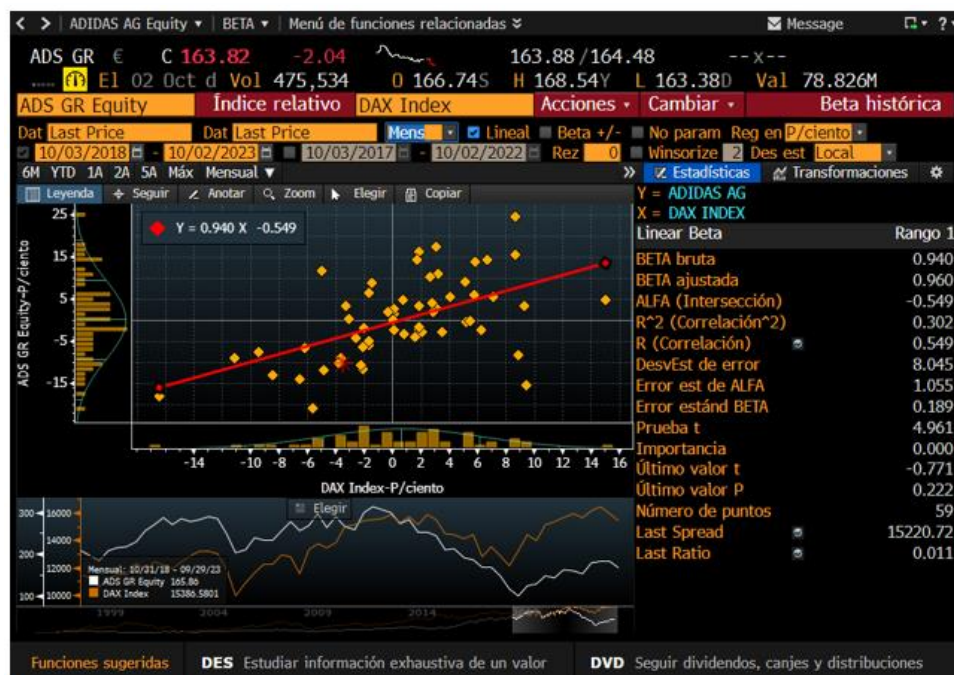 < > ADIDAS AG Equity ▾ BETA ▾ Menú de funciones relacionadas Message ? ▾
ADS GR € C 163.82 -2.04 163.88/164.48 --x--
El 02 Oct d Vol 475,534 O 166.74S H 168.54Y L 163.38D Val 78.826M
ADS GR Equity Índice relativo DAX Index Acciones ▾ Cambiar ▾ Beta histórica
Dat Last Price Dat Last Price Mens Lineal Beta +/- No param Reg en P/ciento
10/03/2018 - 10/02/2023 10/03/2017 - 10/02/2022 Rez 0 Winsorize 2 Des est Local
6M YTD 1A 2A 5A Máx Mensual ▼ » Estadísticas Transformaciones
Leyenda Seguir Anotar Zoom Elegir Copiar
Y = ADIDAS AG
X = DAX INDEX
Linear Beta Rango 1
BETA bruta 0.940
BETA ajustada 0.960
ALFA (Intersección) -0.549
R^2 (Correlación^2) 0.302
R (Correlación) 0.549
DesvEst de error 8.045
Error est de ALFA 1.055
Error estánd BETA 0.189
Prueba t 4.961
Importancia 0.000
Último valor t -0.771
Último valor P 0.222
Número de puntos 59
Last Spread 15220.72
Last Ratio 0.011
Y = 0.940 X -0.549
ADS GR Equity-P/ciento
25
15
5
-5
-15
-14 -10 -8 -6 -4 -2 0 2 4 6 8 10 12 14 16
DAX Index-P/ciento
Elegir
300 16000
14000
200 12000
100 10000
Mensual: 10/31/18 - 09/29/23
ADS GR Equity 165.86
DAX Index 15386.5801
1999 2004 2009 2014
Funciones sugeridas DES Estudiar información exhaustiva de un valor DVD Seguir dividendos, canjes y distribuciones